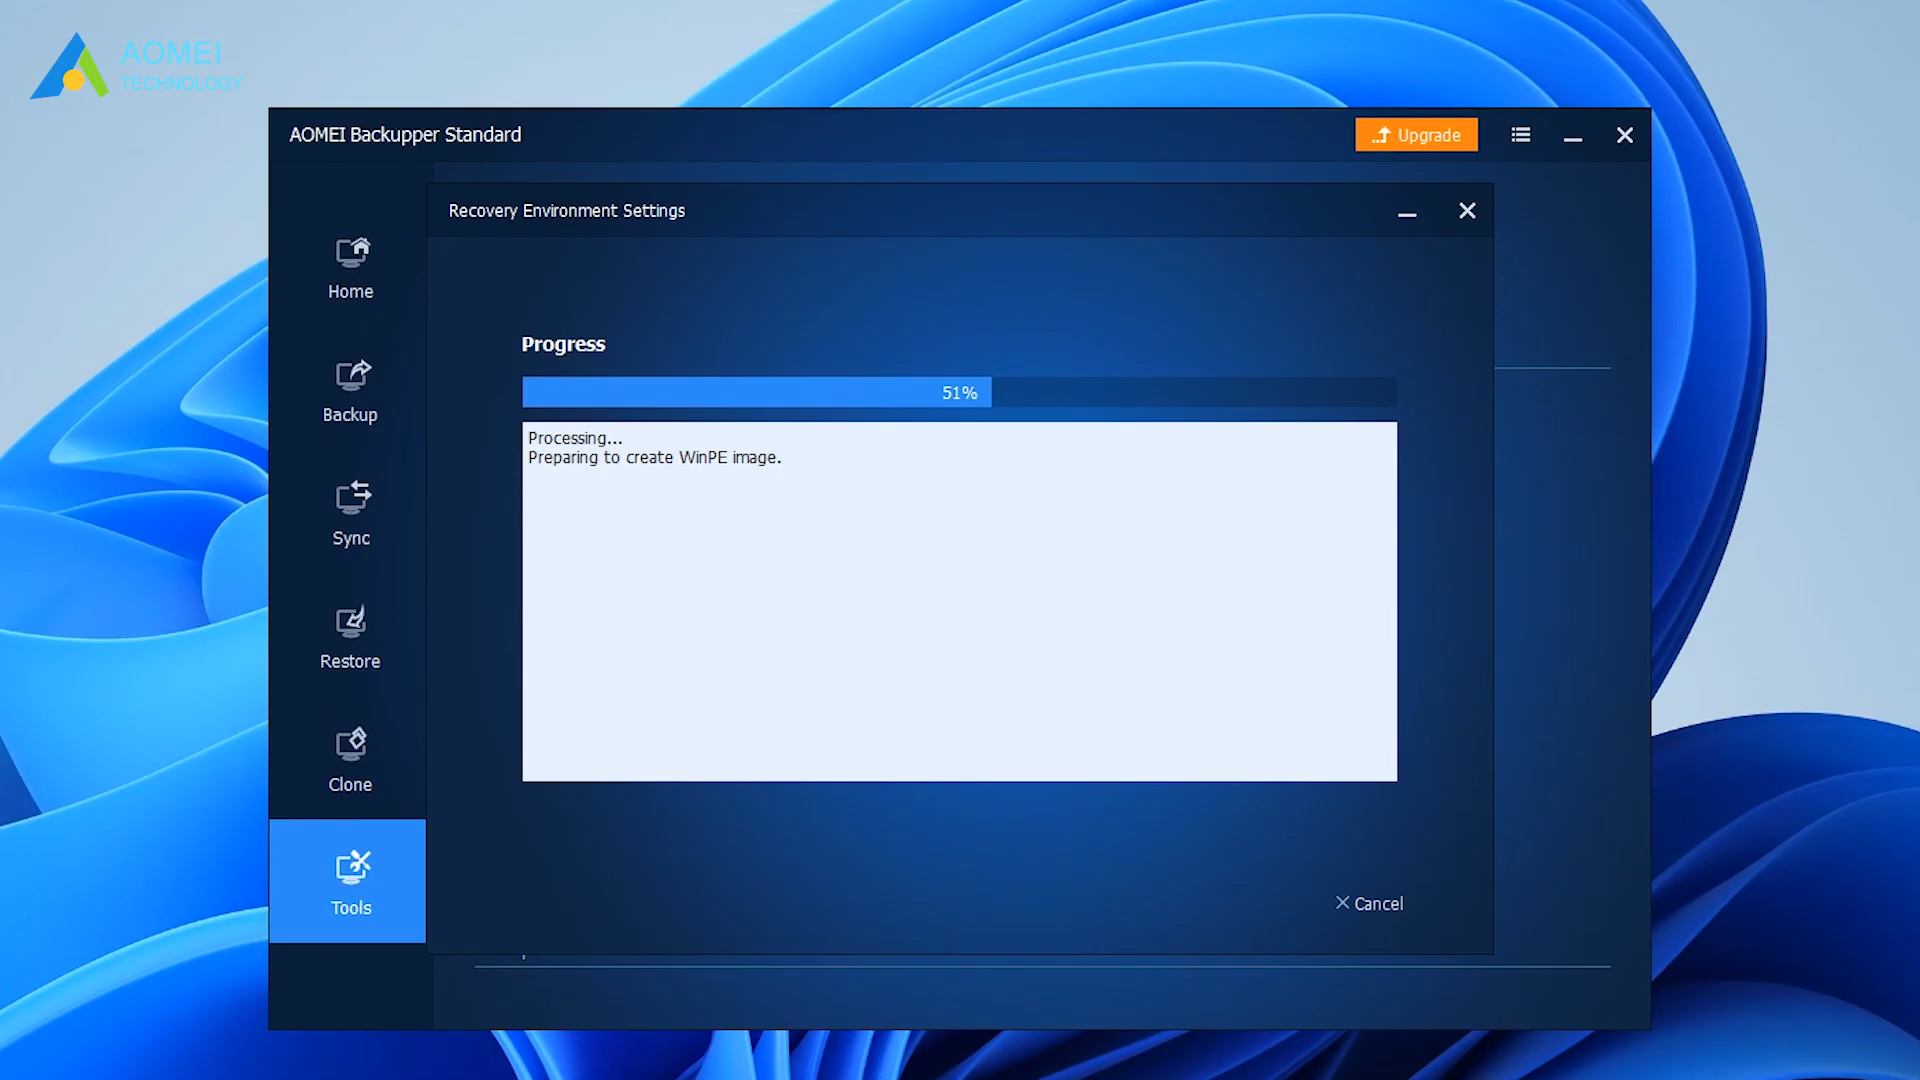 AOMEI
TECHNOLOGY
AOMEI Backupper Standard
Upgrade
Recovery Environment Settings
Home
Backup
Sync
Restore
Clone
Tools
Progress
51%
Processing...
Preparing to create WinPE image.
Cancel